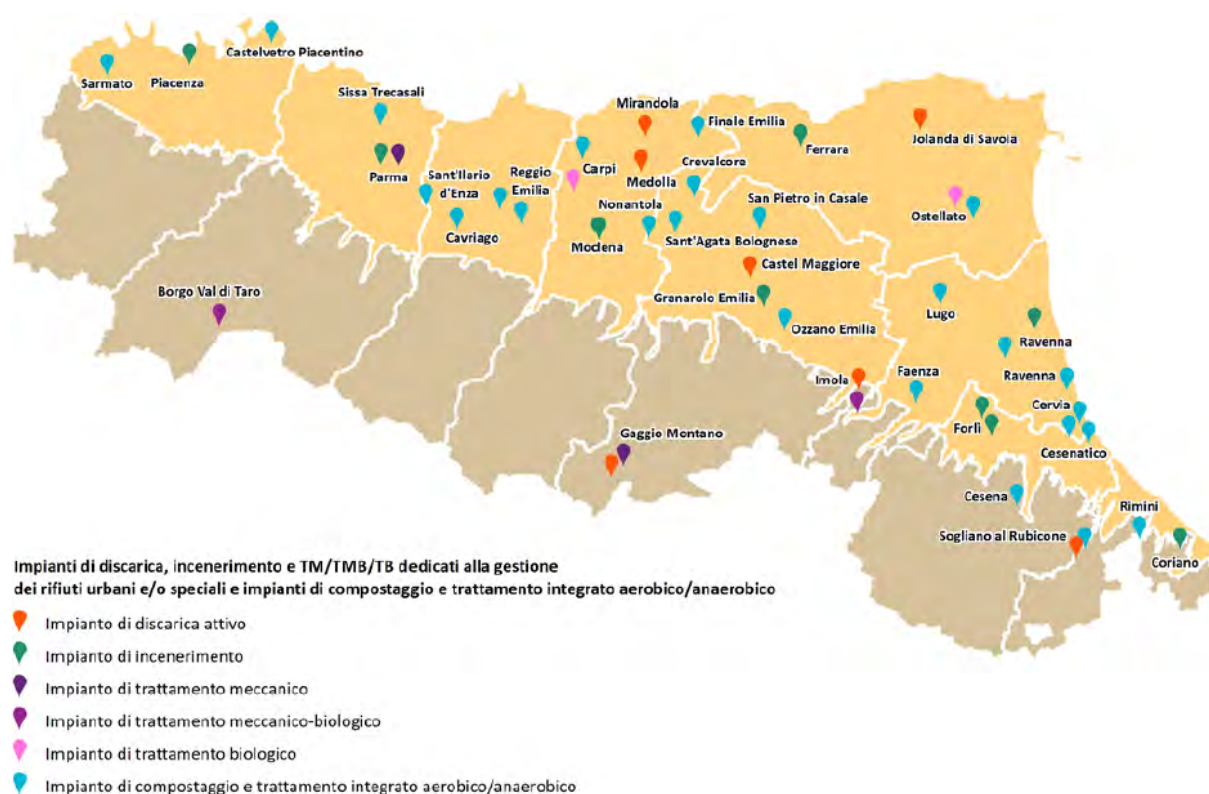 Castelvetro Piacentino
Sarmato
Piacenza
Sissa Trecasali
Mirandola
Finale Emilia
Ferrara
Jolanda di Savoia
Parma
Sant'Ilario
d'Enza
Reggio
Emilia
Carpi
Medolla
Crevalcora
Cavriago
Nonantola
San Pietro in Casale
Ostellato
Modena
Sant'Agata Bolognese
Castel Maggiore
Borgo Val di Taro
Granarolo Emilia
Lugo
Ozzano Emilia
Ravenna
Imola
Faenza
Ravenna
Cervia
Gaggio Montano
Forlì
Cesenatico
Cesena
Rimini
Sogliano al Rubicone
Coriano
Impianti di discarica, incenerimento e TM/TMB/TB dedicati alla gestione
dei rifiuti urbani e/o speciali e impianti di compostaggio e trattamento integrato aerobico/anaerobico
Impianto di discarica attivo
Impianto di incenerimento
Impianto di trattamento meccanico
Impianto di trattamento meccanico-biologico
Impianto di trattamento biologico
Impianto di compostaggio e trattamento integrato aerobico/anaerobico